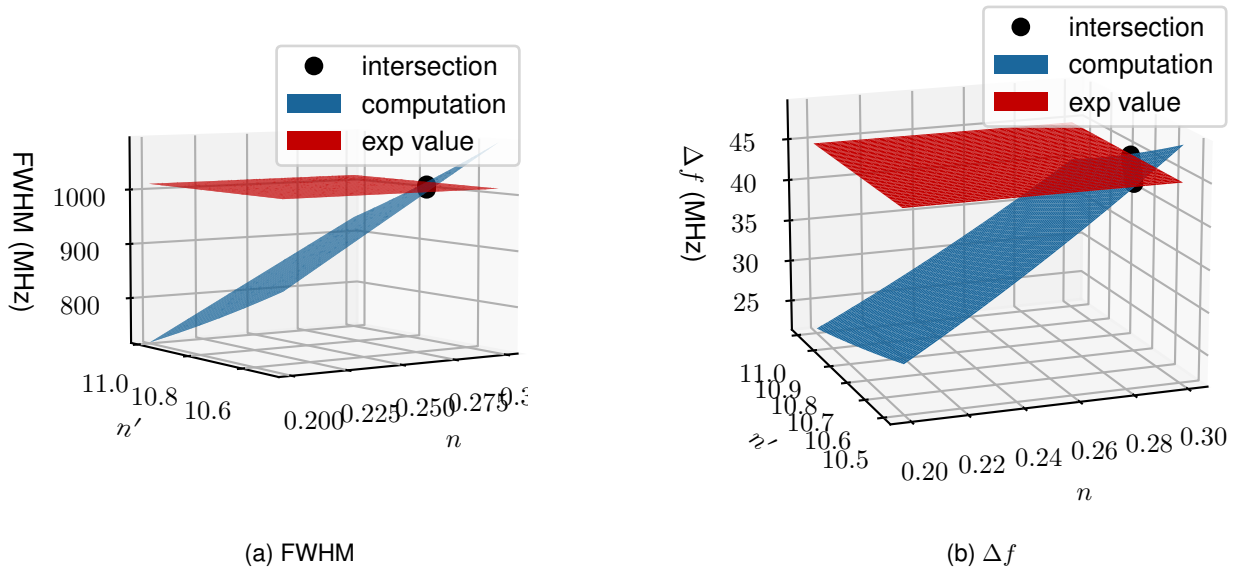 intersection
computation
exp value
FWHM (MHz)
1000
900
800
11.0
10.8
10.6
n′
0.200
0.225
0.250
0.275
n
(a) FWHM
intersection
computation
exp value
Δf (MHz)
45
40
35
30
25
11.0
10.9
10.8
10.7
10.6
10.5
n′
0.20
0.22
0.24
0.26
0.28
0.30
n
(b) Δf